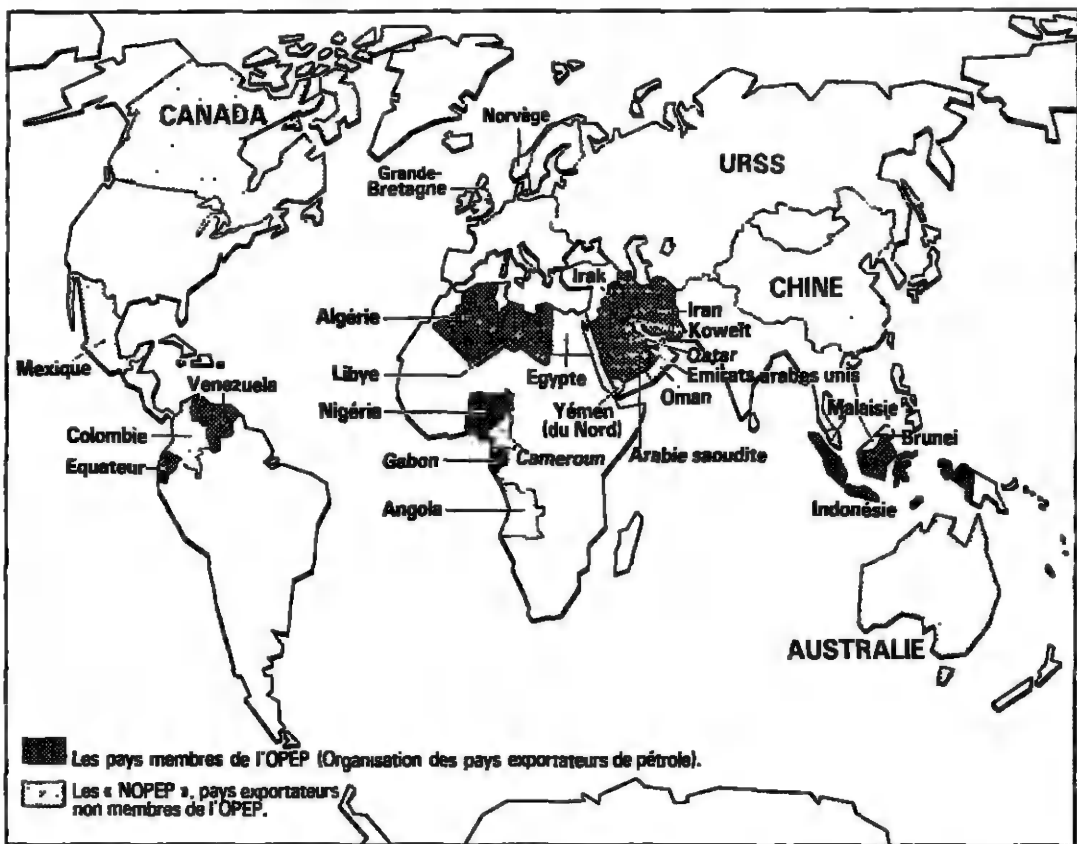 CANADA
Norvège
Grande-
Bretagne
URSS
CHINE
Irak
Iran
Koweït
Qatar
Emirats arabes unis
Oman
Algérie
Libye
Egypte
Nigéria
Yémen
(du Nord)
Arabie saoudite
Gabon
Cameroun
Angola
Mexique
Venezuela
Colombie
Equateur
Malaisie
Brunei
Indonésie
AUSTRALIE
Les pays membres de l'OPEP (Organisation des pays exportateurs de pétrole).
Les « NOPEP », pays exportateurs
non membres de l'OPEP.